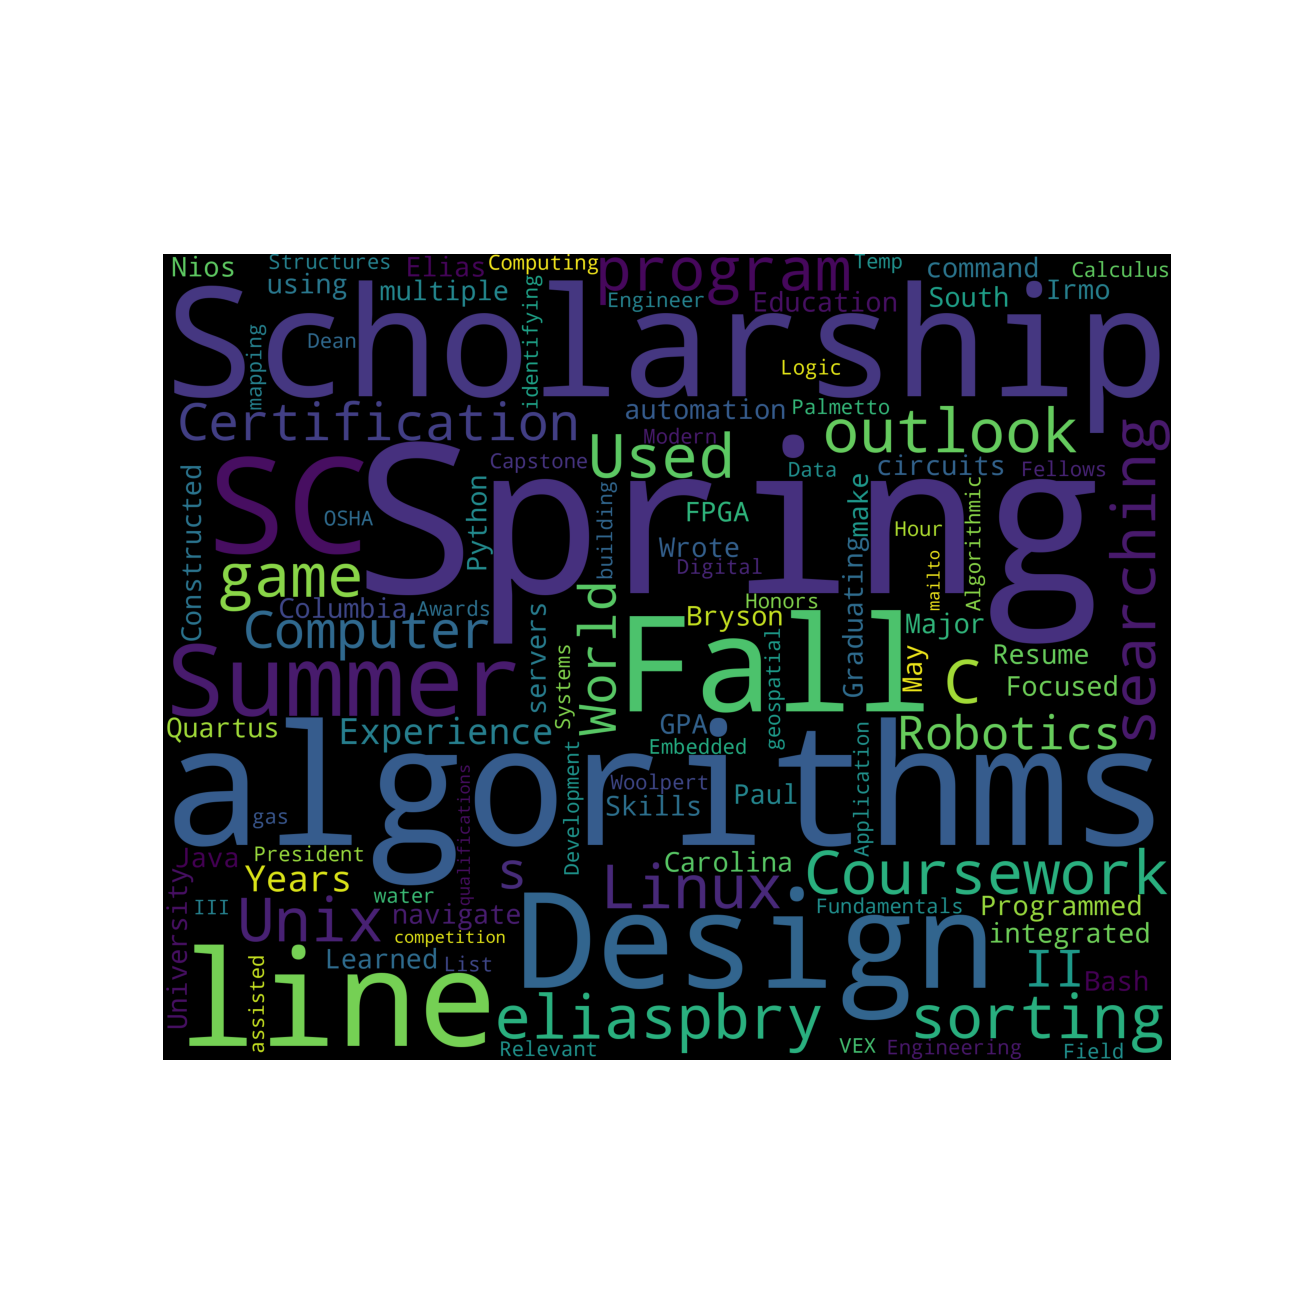 Nios
Structures
Elias
Computing
program
Temp
command
Calculus
using
multiple
identifying
Engineer
Education
South
Irmo
Scholarship
mapping
Dean
Logic
Certification
automation
Palmetto
outlook
searching
Modern
Used
SC
Spring
Capstone
Data
circuits
Fellows
Constructed
OSHA
Python
building
FPGA
make
Algorithmic
Hour
Wrote
Digital
game
mailto
Columbia
Awards
Honors
Graduating
Computer
servers
World
Bryson
Fall
Major
Summer
Systems
geospatial
May
C
Resume
Focused
Quartus
Experience
GPA
Embedded
Robotics
algorithms
Development
Woolpert
Skills
Paul
Application
gas
qualifications
Java
President
Years
s
Carolina
Coursework
Linux
University
III
water
Unix
navigate
Design
Fundamentals
Programmed
competition
integrated
line
Learned
List
II
Bash
assisted
eliaspbry
sorting
Relevant
VEX
Engineering
Field